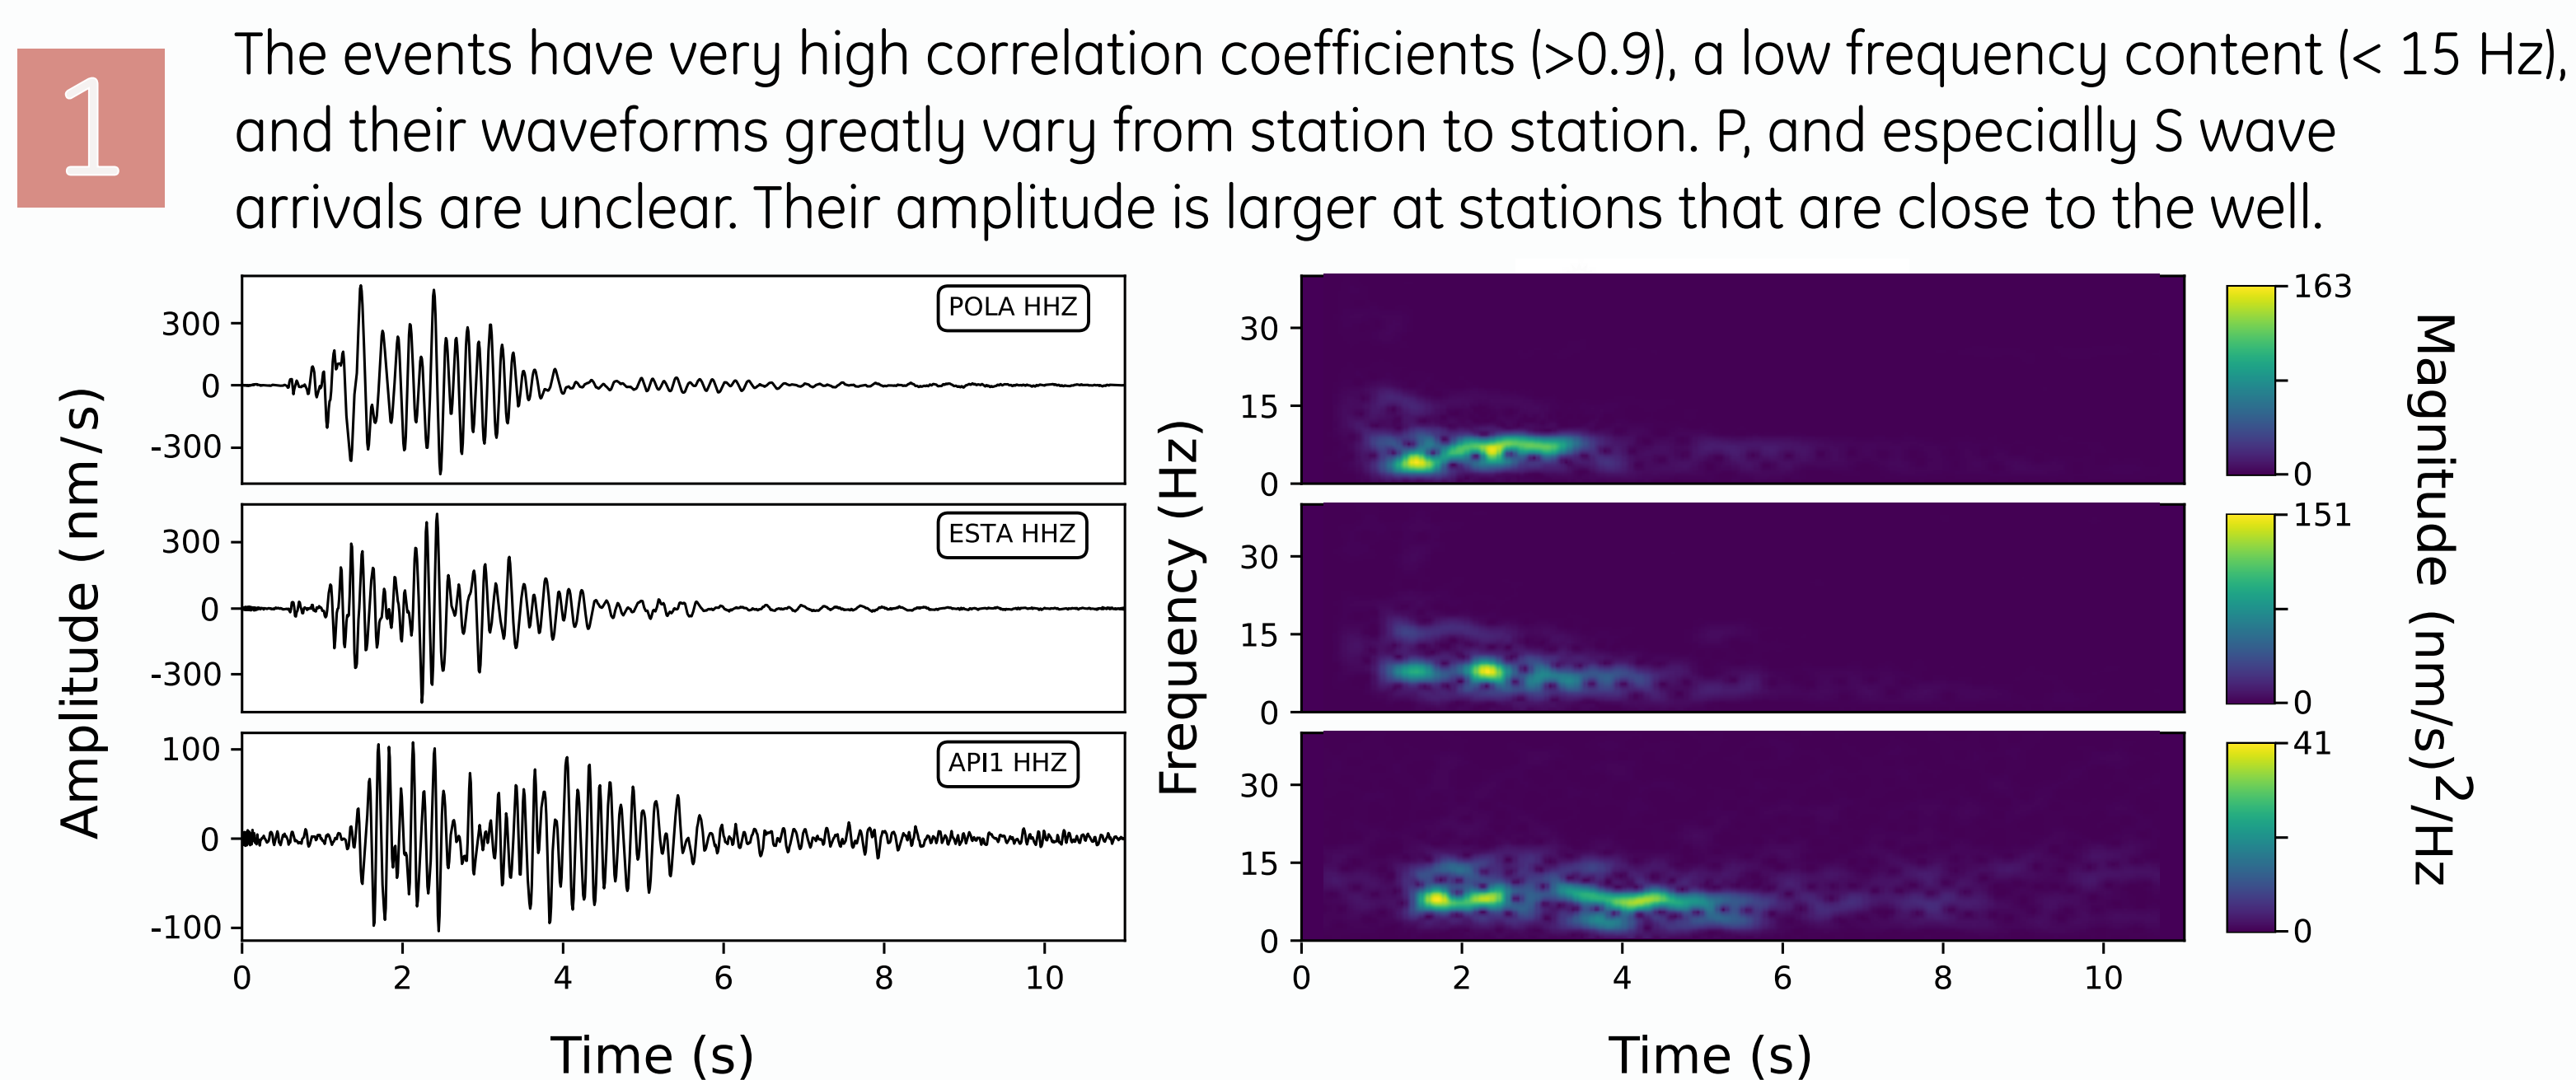 1
The events have very high correlation coefficients (>0.9), a low frequency content (< 15 Hz),
and their waveforms greatly vary from station to station. P, and especially S wave
arrivals are unclear. Their amplitude is larger at stations that are close to the well.
Amplitude (nm/s)
300
0
-300
POLA HHZ
300
0
-300
ESTA HHZ
100
0
-100
API1 HHZ
0 2 4 6 8 10
Time (s)
Frequency (Hz)
30
15
0
30
15
0
30
15
0
0 2 4 6 8 10
Time (s)
163
0
151
0
41
0
Magnitude (nm/s)2/Hz